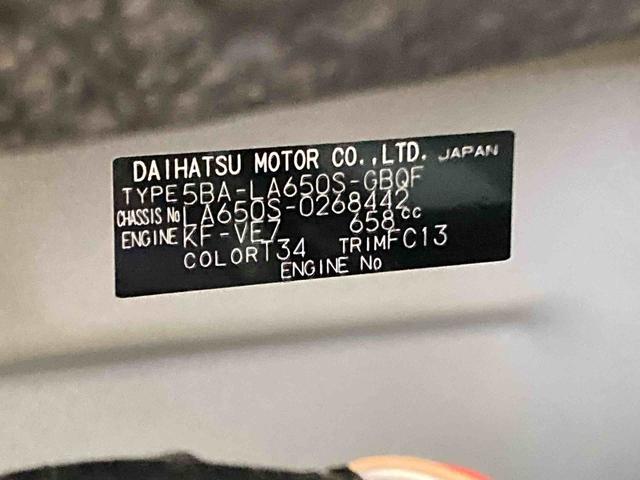 DAIHATSU MOTOR CO.,LTD. JAPAN
TYPE 5BA-LA650S-GBQF
CHASSIS No LA650S-0268442
ENGINE KF-VE7 658cc
COLOR T34 TRIM FC13
ENGINE No